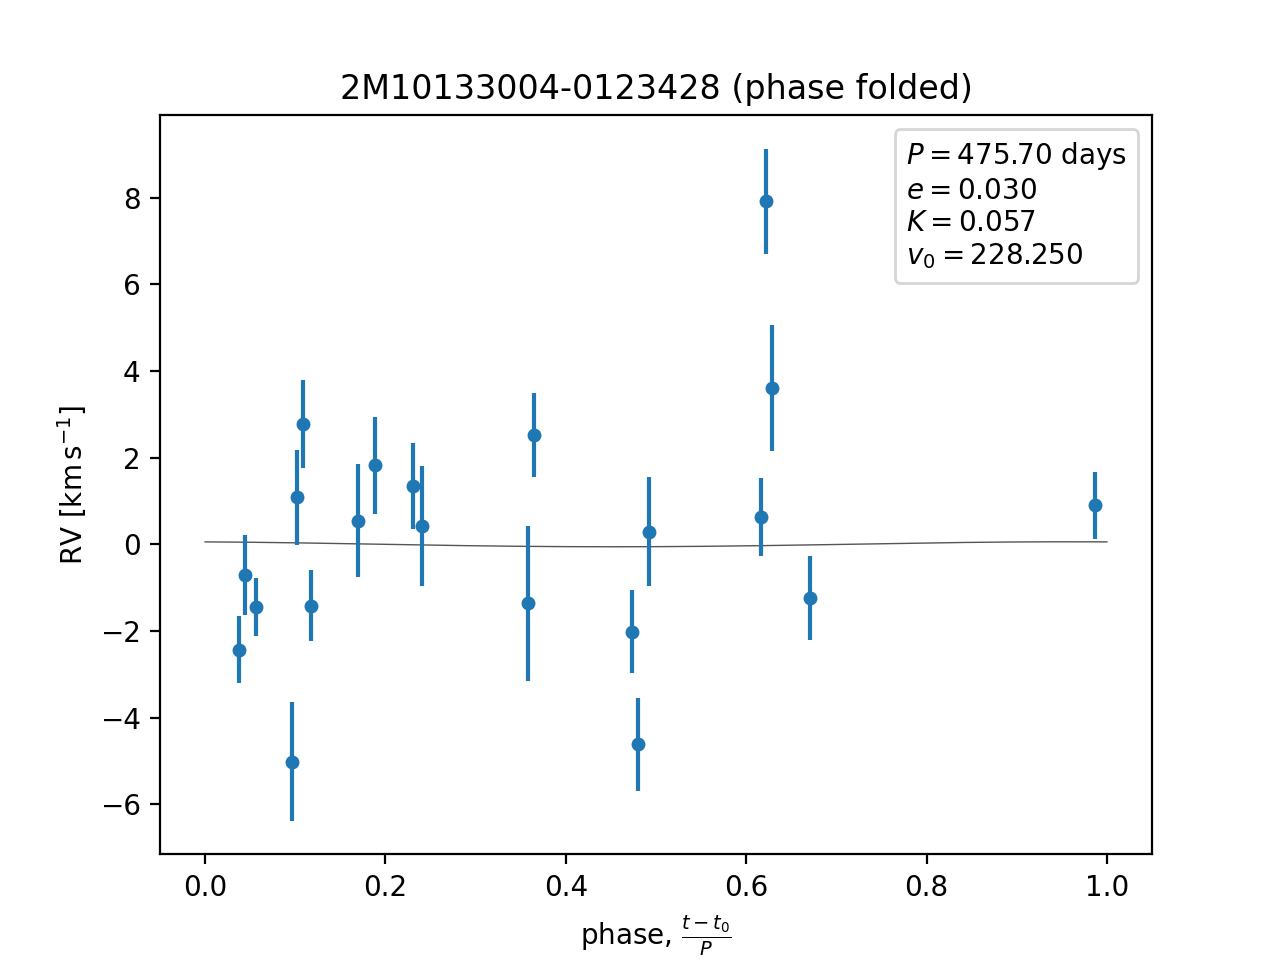 2M10133004-0123428 (phase folded)
P = 475.70 days
e = 0.030
K = 0.057
v₀ = 228.250
RV [km s⁻¹]
8
6
4
2
0
−2
−4
−6
0.0 0.2 0.4 0.6 0.8 1.0
phase, (t − t₀)/P